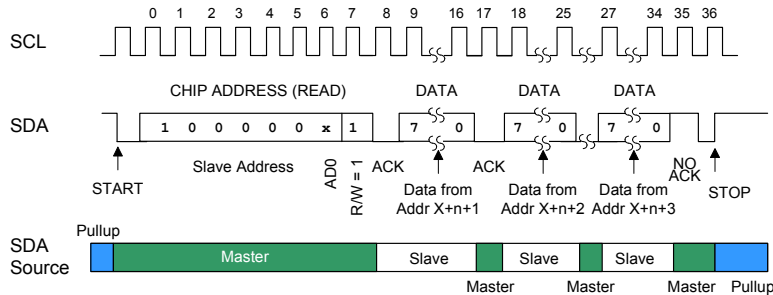 0 1 2 3 4 5 6 7 8 9 16 17 18 25 27 34 35 36
SCL
CHIP ADDRESS (READ) DATA DATA DATA
SDA
1 0 0 0 0 0 x 1 7 0 7 0 7 0
START
Slave Address
AD0
R/W = 1
ACK
Data from
Addr X+n+1
ACK
Data from
Addr X+n+2
Data from
Addr X+n+3
NO
ACK
STOP
SDA
Source
Pullup
Master Slave Slave Slave
Master Master Master Pullup